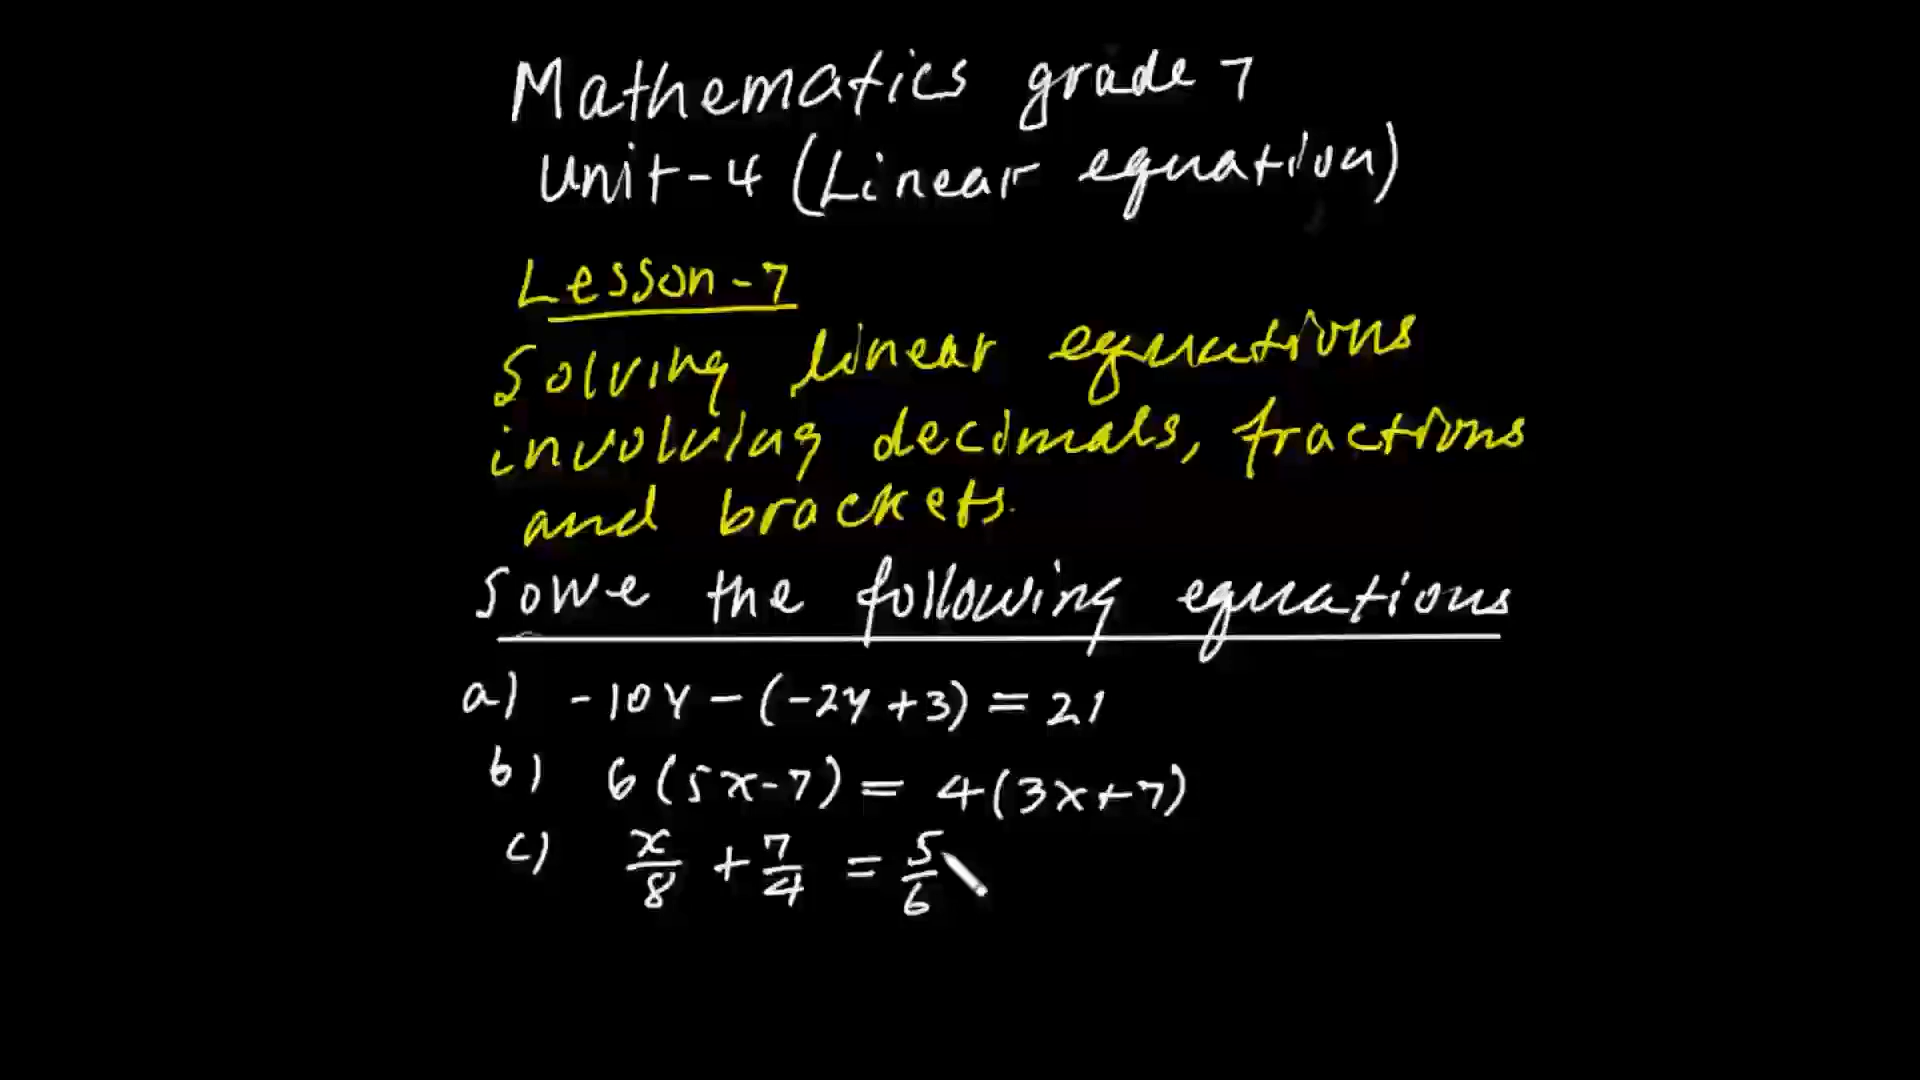 Mathematics grade 7
Unit-4 (Linear equation)
Lesson-7
Solving linear equations
involving decimals, fractions
and brackets.
Solve the following equations
a) -10y - (-2y + 3) = 21
b) 6(5x-7) = 4(3x+7)
c) x/8 + 7/4 = 5/6